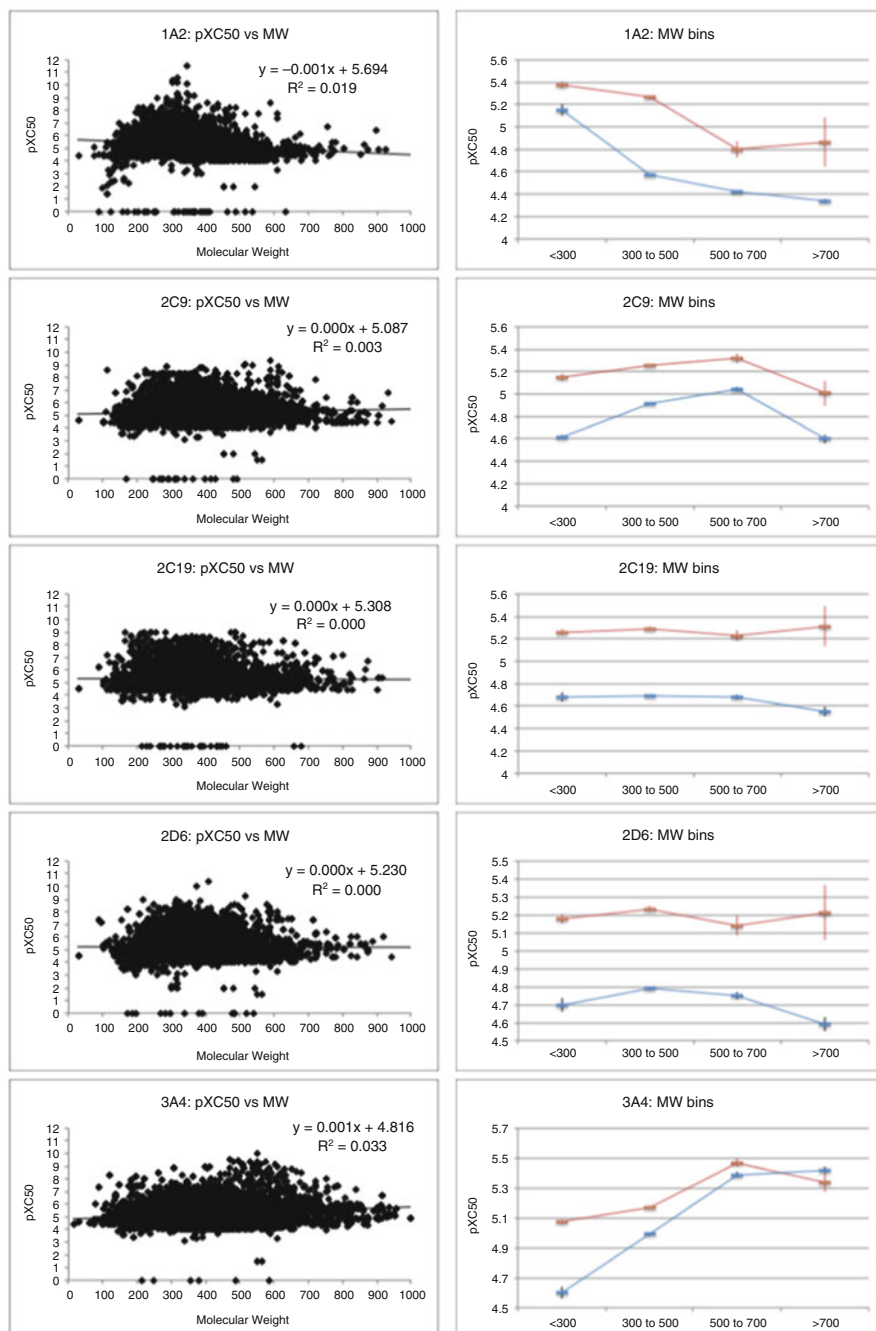 1A2: pXC50 vs MW
y = –0.001x + 5.694
R² = 0.019
12
11
10
9
8
7
6
5
4
3
2
1
0
pXC50
0 100 200 300 400 500 600 700 800 900 1000
Molecular Weight
1A2: MW bins
5.6
5.4
5.2
5
4.8
4.6
4.4
4.2
4
pXC50
<300 300 to 500 500 to 700 >700
2C9: pXC50 vs MW
y = 0.000x + 5.087
R² = 0.003
12
11
10
9
8
7
6
5
4
3
2
1
0
pXC50
0 100 200 300 400 500 600 700 800 900 1000
Molecular Weight
2C9: MW bins
5.6
5.4
5.2
5
4.8
4.6
4.4
4.2
4
pXC50
<300 300 to 500 500 to 700 >700
2C19: pXC50 vs MW
y = 0.000x + 5.308
R² = 0.000
12
11
10
9
8
7
6
5
4
3
2
1
0
pXC50
0 100 200 300 400 500 600 700 800 900 1000
Molecular Weight
2C19: MW bins
5.6
5.4
5.2
5
4.8
4.6
4.4
4.2
4
pXC50
<300 300 to 500 500 to 700 >700
2D6: pXC50 vs MW
y = 0.000x + 5.230
R² = 0.000
12
11
10
9
8
7
6
5
4
3
2
1
0
pXC50
0 100 200 300 400 500 600 700 800 900 1000
Molecular Weight
2D6: MW bins
5.5
5.4
5.3
5.2
5.1
5
4.9
4.8
4.7
4.6
4.5
pXC50
<300 300 to 500 500 to 700 >700
3A4: pXC50 vs MW
y = 0.001x + 4.816
R² = 0.033
12
11
10
9
8
7
6
5
4
3
2
1
0
pXC50
0 100 200 300 400 500 600 700 800 900 1000
Molecular Weight
3A4: MW bins
5.7
5.5
5.3
5.1
4.9
4.7
4.5
pXC50
<300 300 to 500 500 to 700 >700